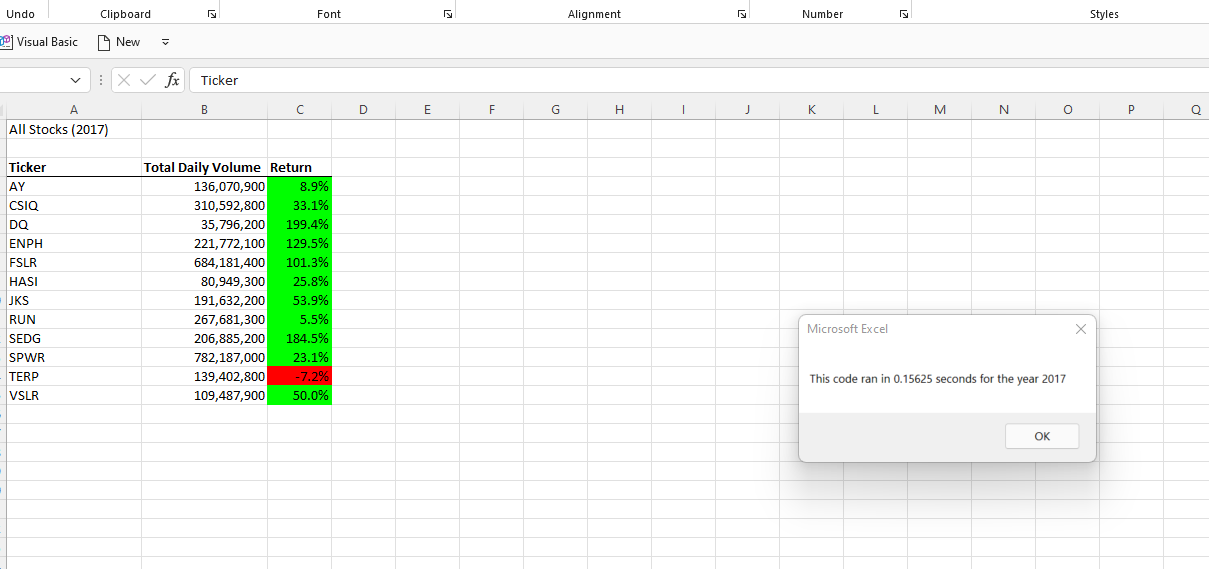 Undo Clipboard Font Alignment Number Styles
Visual Basic New
fx Ticker
A B C D E F G H I J K L M N O P Q
All Stocks (2017)
Ticker Total Daily Volume Return
AY 136,070,900 8.9%
CSIQ 310,592,800 33.1%
DQ 35,796,200 199.4%
ENPH 221,772,100 129.5%
FSLR 684,181,400 101.3%
HASI 80,949,300 25.8%
JKS 191,632,200 53.9%
RUN 267,681,300 5.5%
SEDG 206,885,200 184.5%
SPWR 782,187,000 23.1%
TERP 139,402,800 -7.2%
VSLR 109,487,900 50.0%
Microsoft Excel
This code ran in 0.15625 seconds for the year 2017
OK